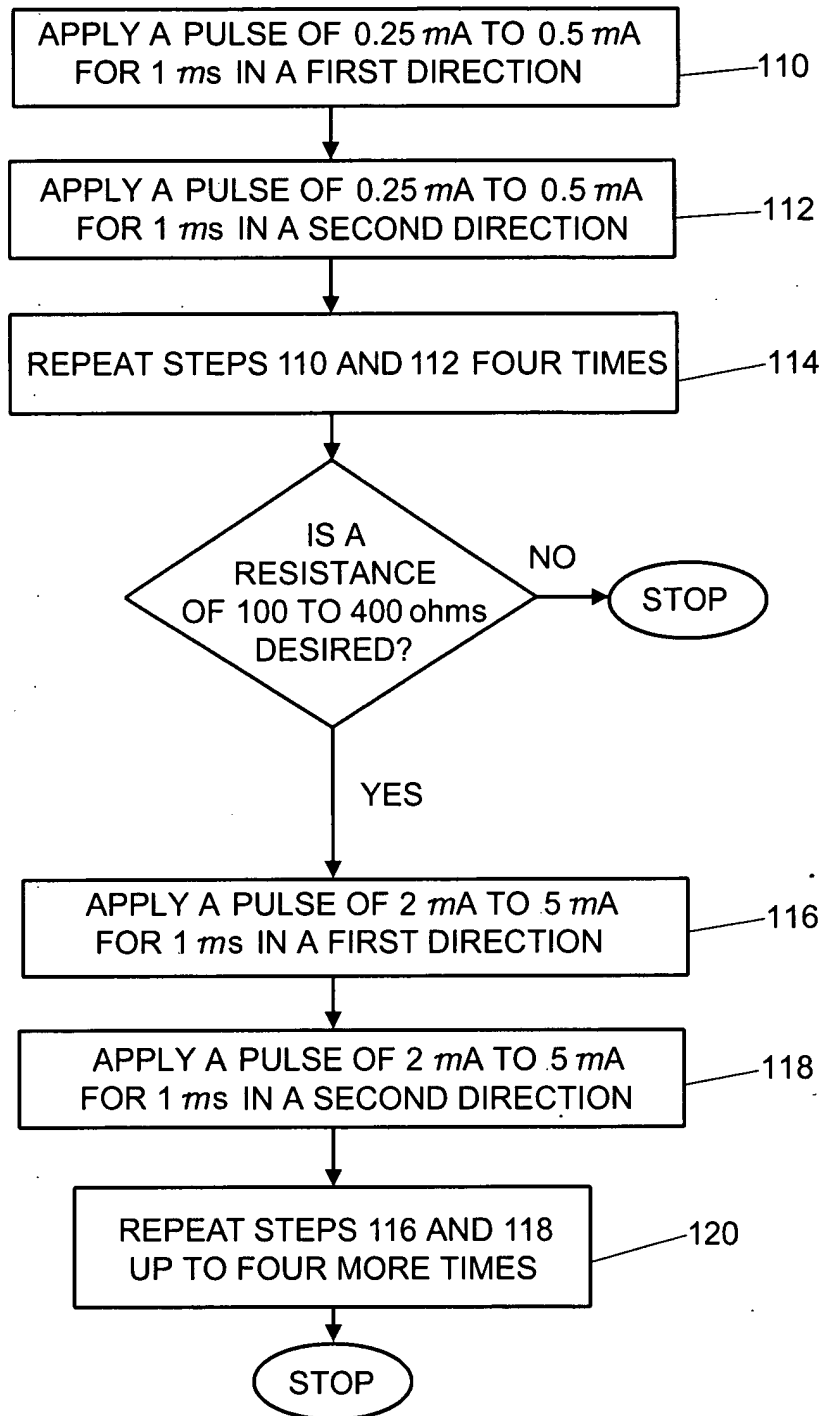 APPLY A PULSE OF 0.25 mA TO 0.5 mA
FOR 1 ms IN A FIRST DIRECTION
110
APPLY A PULSE OF 0.25 mA TO 0.5 mA
FOR 1 ms IN A SECOND DIRECTION
112
REPEAT STEPS 110 AND 112 FOUR TIMES
114
IS A
RESISTANCE
OF 100 TO 400 ohms
DESIRED?
NO
STOP
YES
APPLY A PULSE OF 2 mA TO 5 mA
FOR 1 ms IN A FIRST DIRECTION
116
APPLY A PULSE OF 2 mA TO 5 mA
FOR 1 ms IN A SECOND DIRECTION
118
REPEAT STEPS 116 AND 118
UP TO FOUR MORE TIMES
120
STOP